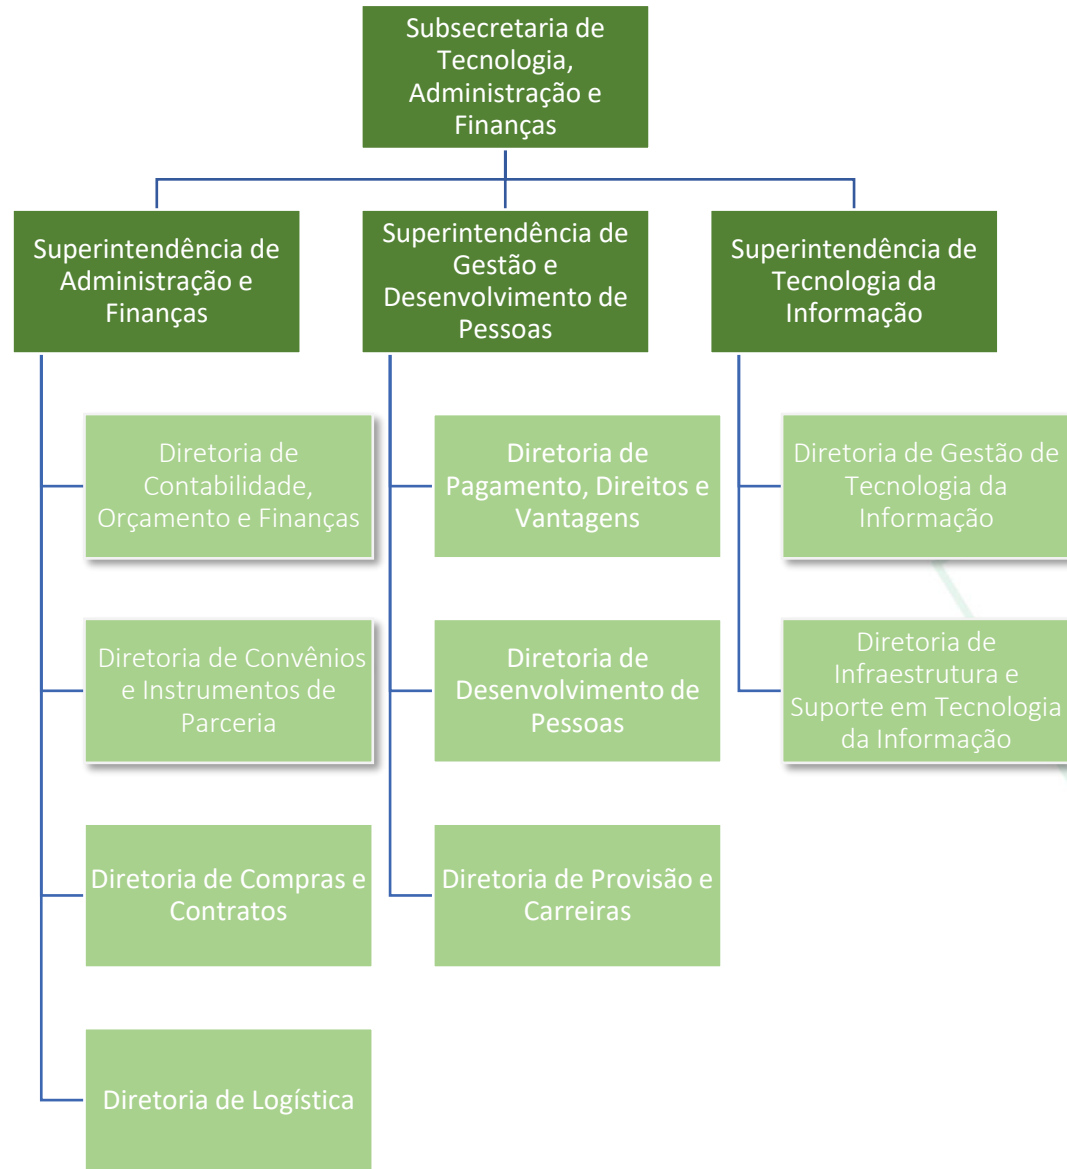 Subsecretaria de
Tecnologia,
Administração e
Finanças
Superintendência de
Administração e
Finanças
Superintendência de
Gestão e
Desenvolvimento de
Pessoas
Superintendência de
Tecnologia da
Informação
Diretoria de
Contabilidade,
Orçamento e Finanças
Diretoria de
Pagamento, Direitos e
Vantagens
Diretoria de Gestão de
Tecnologia da
Informação
Diretoria de Convênios
e Instrumentos de
Parceria
Diretoria de
Desenvolvimento de
Pessoas
Diretoria de
Infraestrutura e
Suporte em Tecnologia
da Informação
Diretoria de Compras e
Contratos
Diretoria de Provisão e
Carreiras
Diretoria de Logística